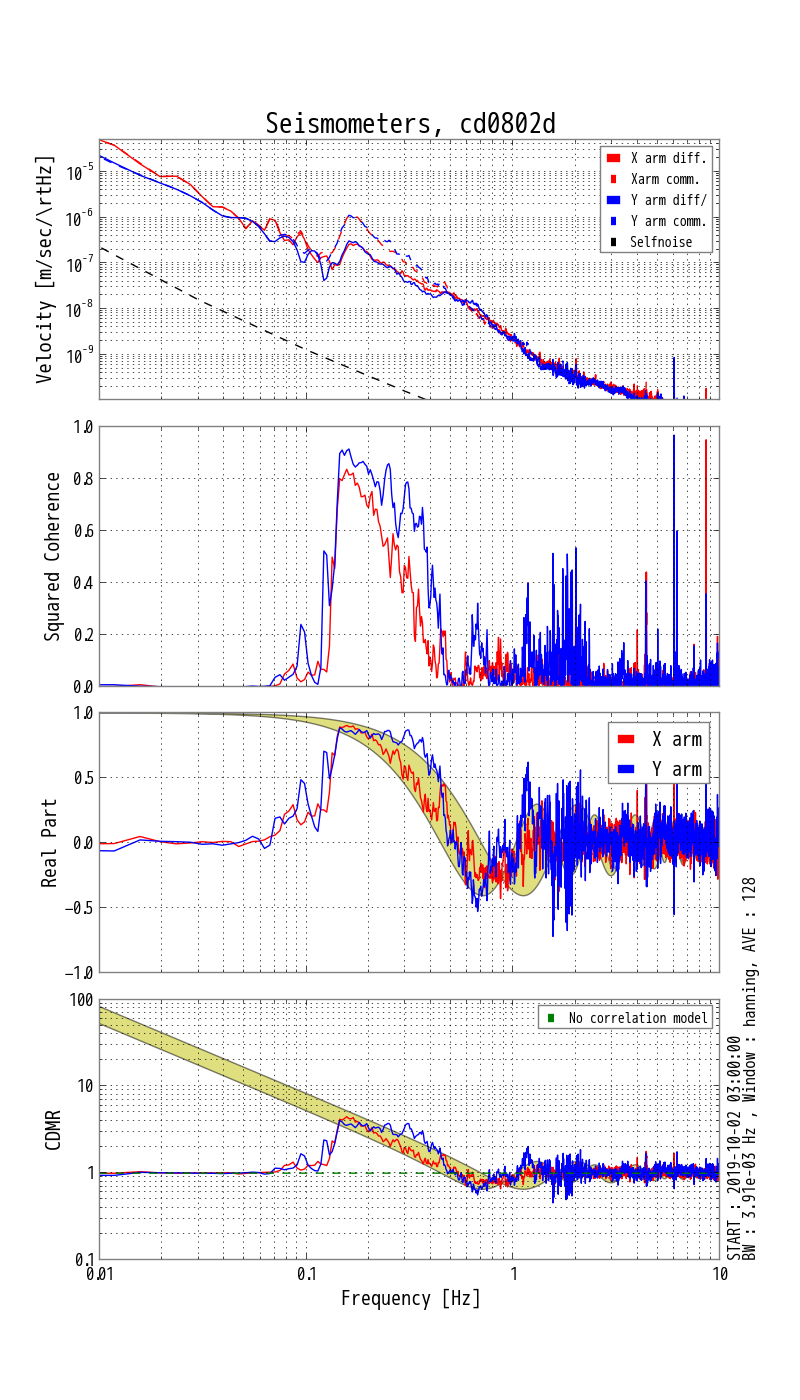 Seismometers, cd0802d
Velocity [m/sec/\rtHz]
10^-5
10^-6
10^-7
10^-8
10^-9
X arm diff.
Xarm comm.
Y arm diff/
Y arm comm.
Selfnoise
Squared Coherence
1.0
0.8
0.6
0.4
0.2
0.0
Real Part
1.0
0.5
0.0
−0.5
−1.0
X arm
Y arm
CDMR
100
10
1
0.1
No correlation model
0.01
0.1
1
10
Frequency [Hz]
START : 2019-10-02 03:00:00
BW : 3.91e-03 Hz , Window : hanning, AVE : 128